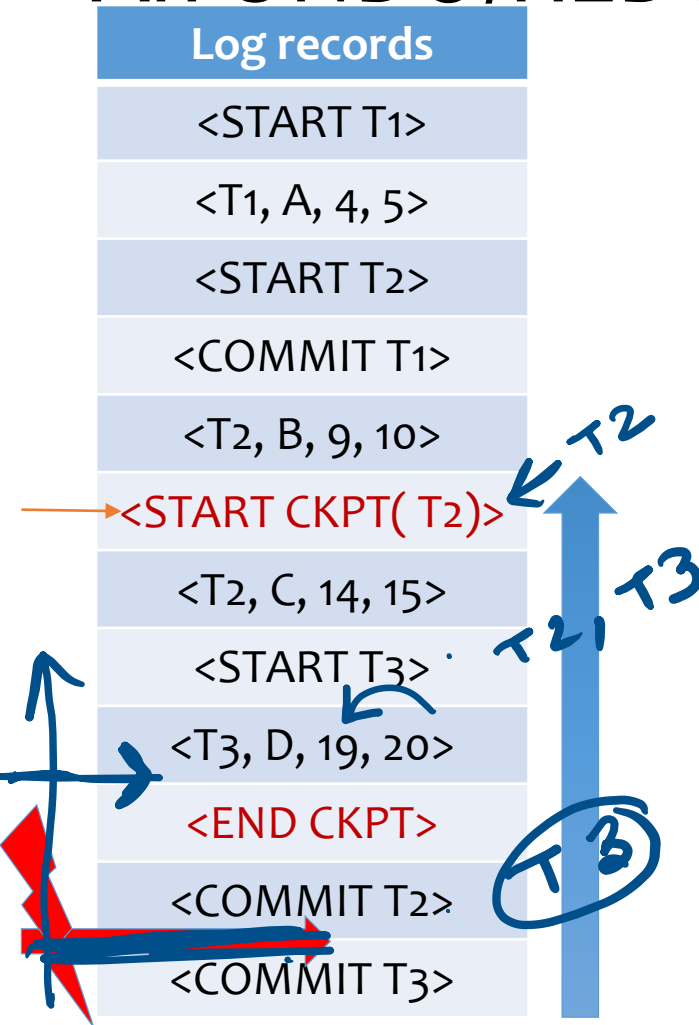 Log records
<START T1>
<T1, A, 4, 5>
<START T2>
<COMMIT T1>
<T2, B, 9, 10>
T2
<START CKPT( T2)>
<T2, C, 14, 15>
T2, T3
<START T3>
<T3, D, 19, 20>
<END CKPT>
T3
<COMMIT T2>
<COMMIT T3>